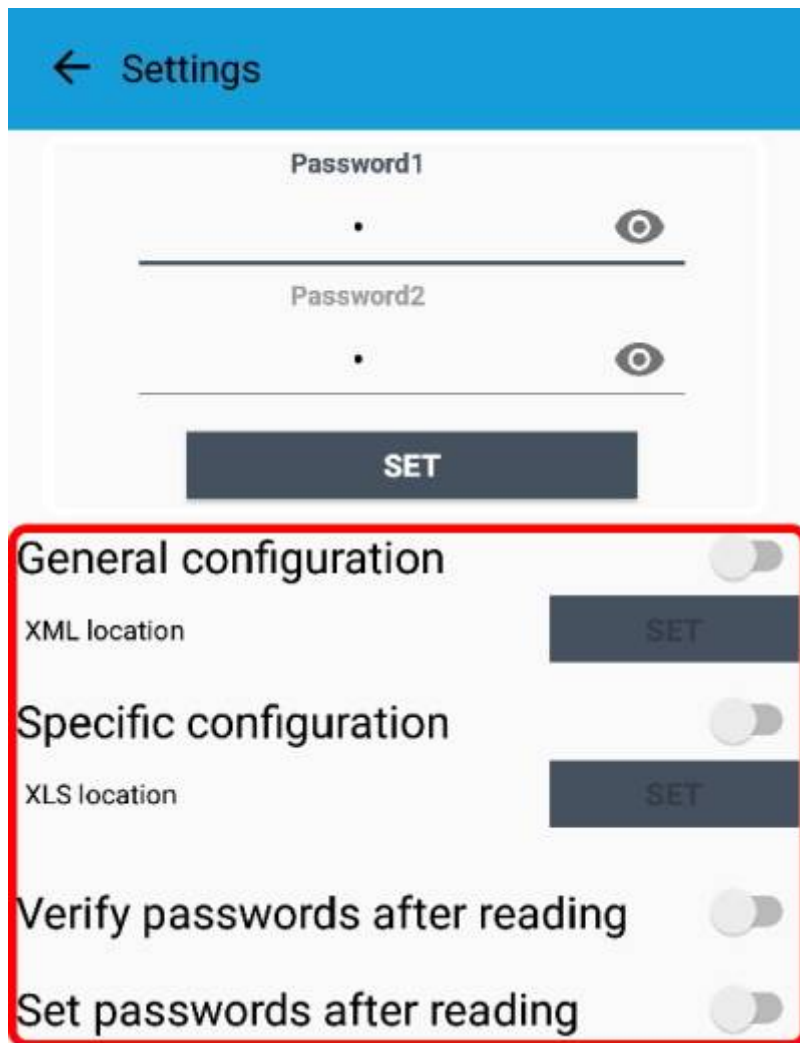 Settings
Password1
•
Password2
•
SET
General configuration
XML location
SET
Specific configuration
XLS location
SET
Verify passwords after reading
Set passwords after reading